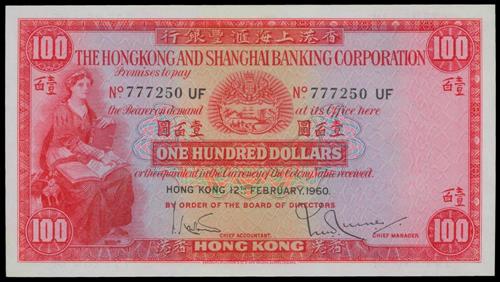 100 行銀豐滙海上港香 100
THE HONGKONG AND SHANGHAI BANKING CORPORATION
Promises to pay
百壹 Nº 777250 UF Nº 777250 UF 百壹
the Bearer on demand at its Office here
圓百壹 圓百壹
ONE HUNDRED DOLLARS
or the equivalent in the Currency of the Colony value received.
HONG KONG 12TH FEBRUARY, 1960.
BY ORDER OF THE BOARD OF DIRECTORS
百壹
CHIEF ACCOUNTANT. CHIEF MANAGER.
100 港香 HONG KONG 港香 100